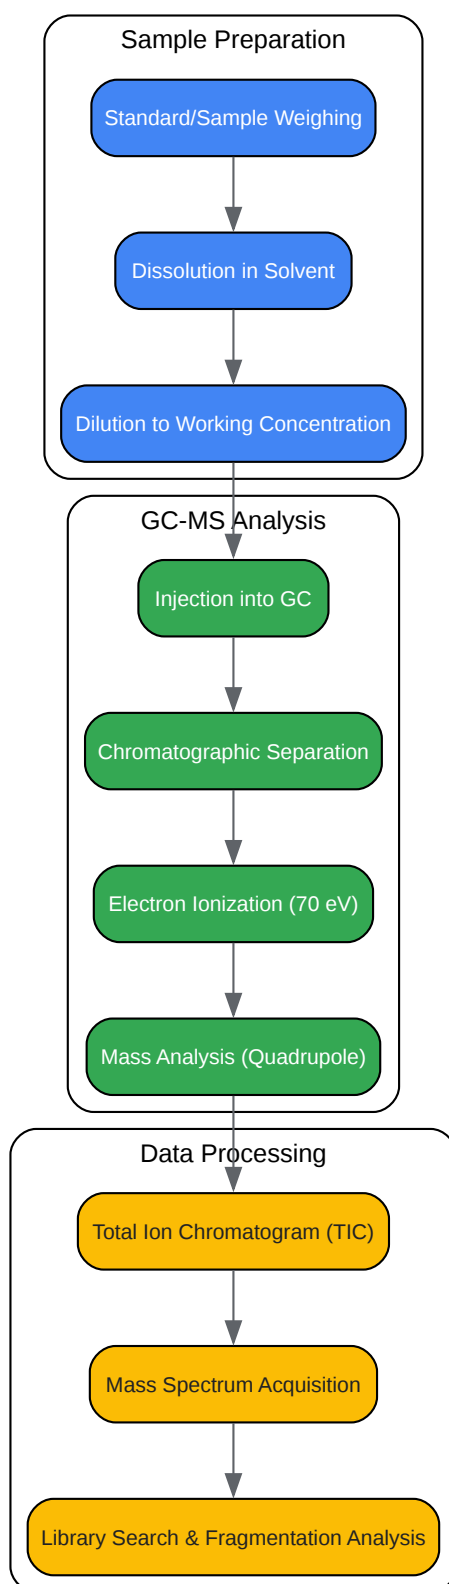 Sample Preparation
Standard/Sample Weighing
Dissolution in Solvent
Dilution to Working Concentration
GC-MS Analysis
Injection into GC
Chromatographic Separation
Electron Ionization (70 eV)
Mass Analysis (Quadrupole)
Data Processing
Total Ion Chromatogram (TIC)
Mass Spectrum Acquisition
Library Search & Fragmentation Analysis